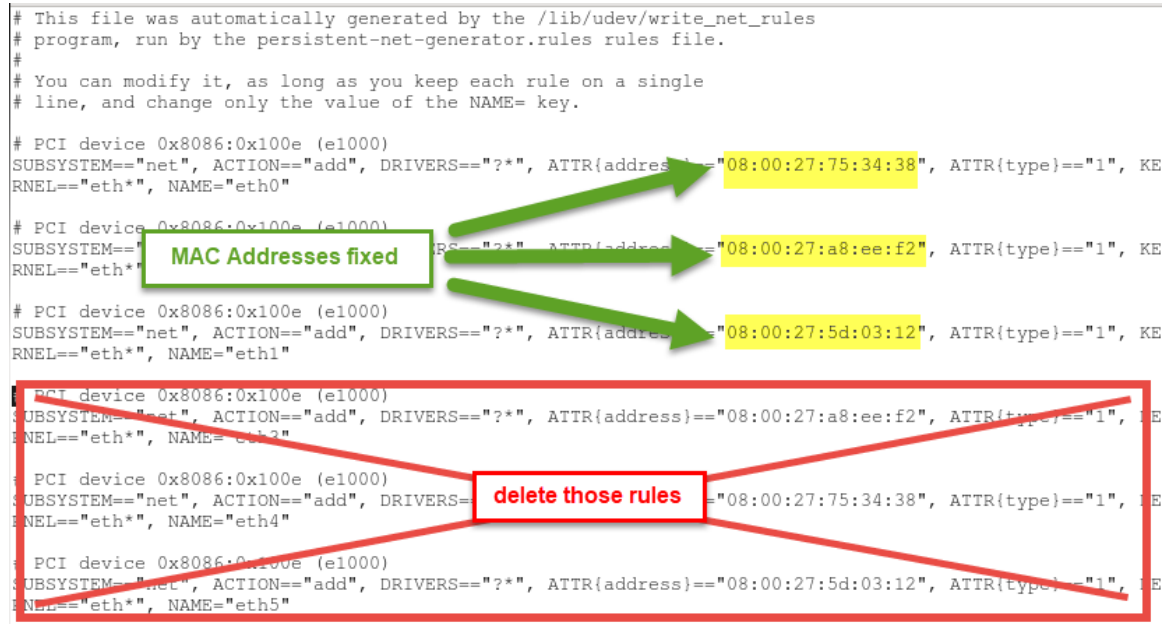 # This file was automatically generated by the /lib/udev/write_net_rules
# program, run by the persistent-net-generator.rules rules file.
#
# You can modify it, as long as you keep each rule on a single
# line, and change only the value of the NAME= key.
# PCI device 0x8086:0x100e (e1000)
SUBSYSTEM=="net", ACTION=="add", DRIVERS=="?*", ATTR{address}=="08:00:27:75:34:38", ATTR{type}=="1", KE
RNEL=="eth*", NAME="eth0"
# PCI device 0x8086:0x100e (e1000)
SUBSYSTEM=="
RS=="?*", ATTR{address}=="08:00:27:a8:ee:f2", ATTR{type}=="1", KE
MAC Addresses fixed
RNEL=="eth*"
# PCI device 0x8086:0x100e (e1000)
SUBSYSTEM=="net", ACTION=="add", DRIVERS=="?*", ATTR{address}=="08:00:27:5d:03:12", ATTR{type}=="1", KE
RNEL=="eth*", NAME="eth1"
# PCI device 0x8086:0x100e (e1000)
SUBSYSTEM=="net", ACTION=="add", DRIVERS=="?*", ATTR{address}=="08:00:27:a8:ee:f2", ATTR{type}=="1", KE
RNEL=="eth*", NAME="eth3"
# PCI device 0x8086:0x100e (e1000)
SUBSYSTEM=="net", ACTION=="add", DRIVERS=
delete those rules
="08:00:27:75:34:38", ATTR{type}=="1", KE
RNEL=="eth*", NAME="eth4"
# PCI device 0x8086:0x100e (e1000)
SUBSYSTEM=="net", ACTION=="add", DRIVERS=="?*", ATTR{address}=="08:00:27:5d:03:12", ATTR{type}=="1", KE
RNEL=="eth*", NAME="eth5"